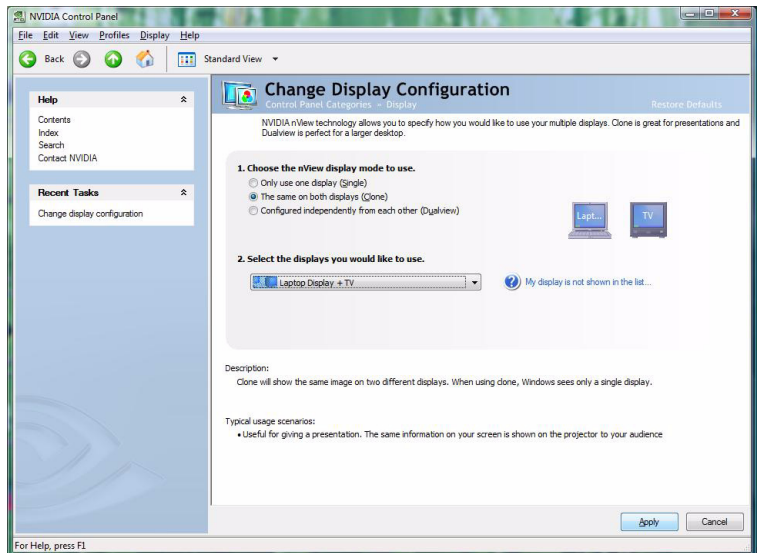 NVIDIA Control Panel
File Edit View Profiles Display Help
Back Standard View
Help
Contents
Index
Search
Contact NVIDIA
Recent Tasks
Change display configuration
Change Display Configuration
Control Panel Categories - Display Restore Defaults
NVIDIA nView technology allows you to specify how you would like to use your multiple displays. Clone is great for presentations and
Dualview is perfect for a larger desktop.
1. Choose the nView display mode to use.
Only use one display (Single)
The same on both displays (Clone)
Configured independently from each other (Dualview)
Lapt... TV
2. Select the displays you would like to use.
Laptop Display + TV
My display is not shown in the list...
Description:
Clone will show the same image on two different displays. When using clone, Windows sees only a single display.
Typical usage scenarios:
• Useful for giving a presentation. The same information on your screen is shown on the projector to your audience
Apply Cancel
For Help, press F1